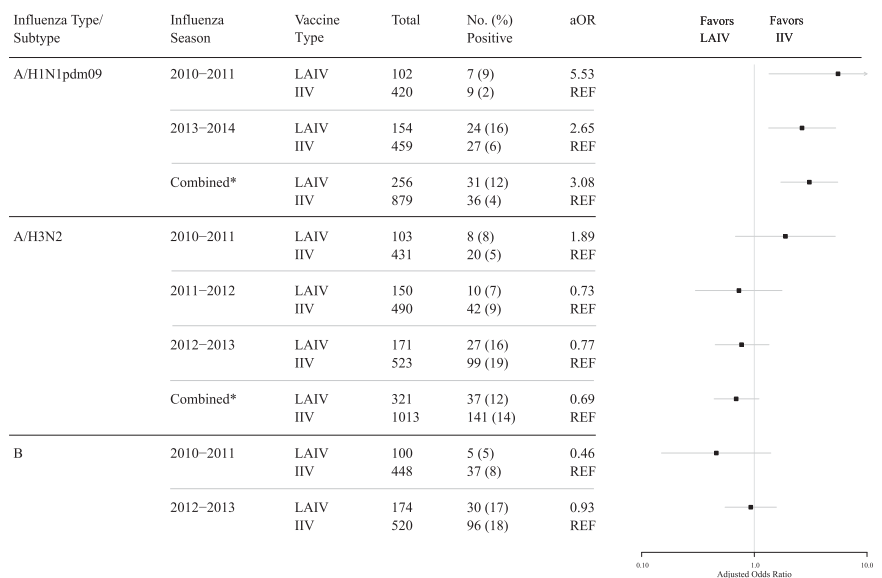 Influenza Type/ Influenza Vaccine Total No. (%) aOR Favors Favors
Subtype Season Type Positive LAIV IIV
A/H1N1pdm09 2010−2011 LAIV 102 7 (9) 5.53
IIV 420 9 (2) REF
2013−2014 LAIV 154 24 (16) 2.65
IIV 459 27 (6) REF
Combined* LAIV 256 31 (12) 3.08
IIV 879 36 (4) REF
A/H3N2 2010−2011 LAIV 103 8 (8) 1.89
IIV 431 20 (5) REF
2011−2012 LAIV 150 10 (7) 0.73
IIV 490 42 (9) REF
2012−2013 LAIV 171 27 (16) 0.77
IIV 523 99 (19) REF
Combined* LAIV 321 37 (12) 0.69
IIV 1013 141 (14) REF
B 2010−2011 LAIV 100 5 (5) 0.46
IIV 448 37 (8) REF
2012−2013 LAIV 174 30 (17) 0.93
IIV 520 96 (18) REF
0.10 1.0 10.0
Adjusted Odds Ratio